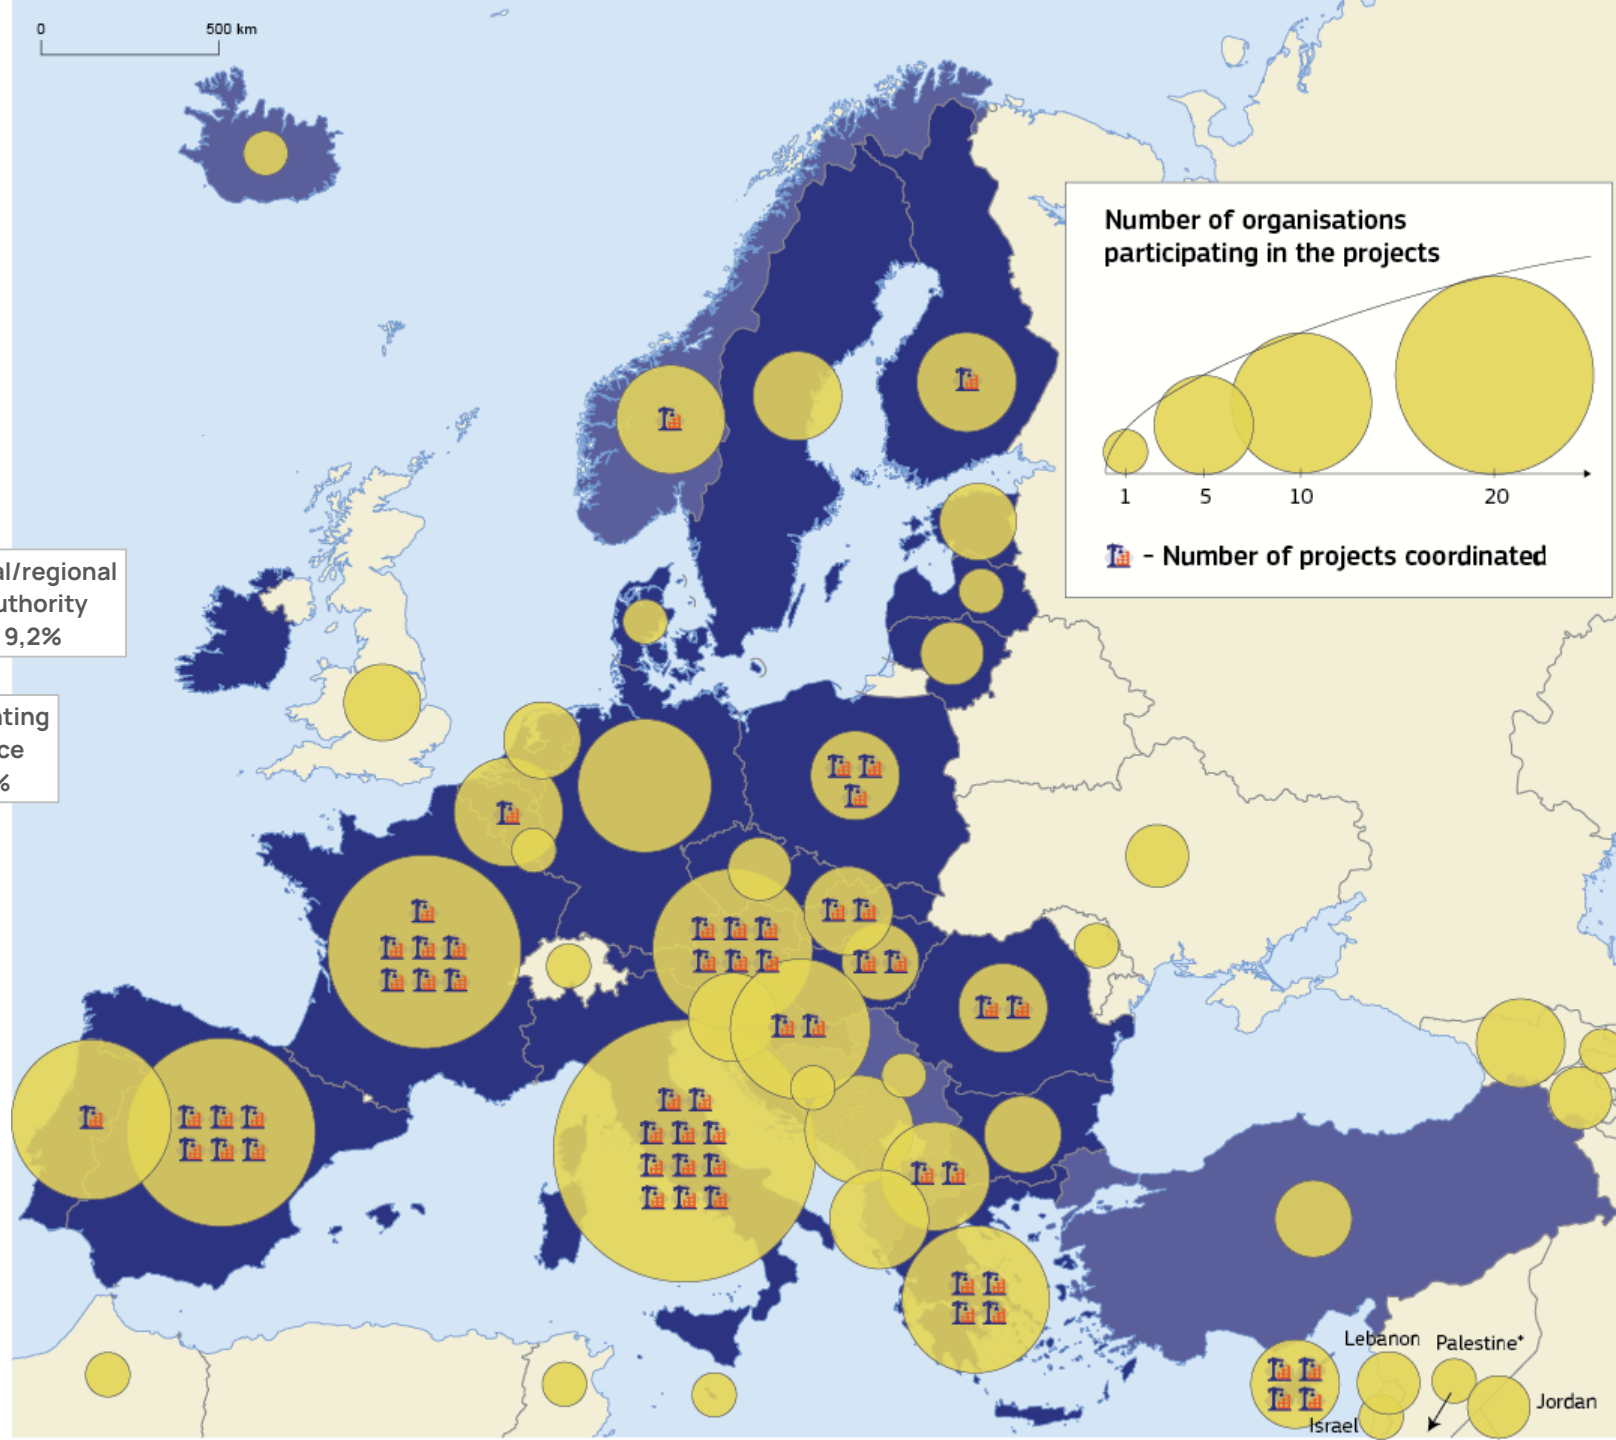 0 500 km
Number of organisations
participating in the projects
1 5 10 20
- Number of projects coordinated
al/regional
uthority
9,2%
ating
ce
%
Lebanon
Palestine*
Jordan
Israel